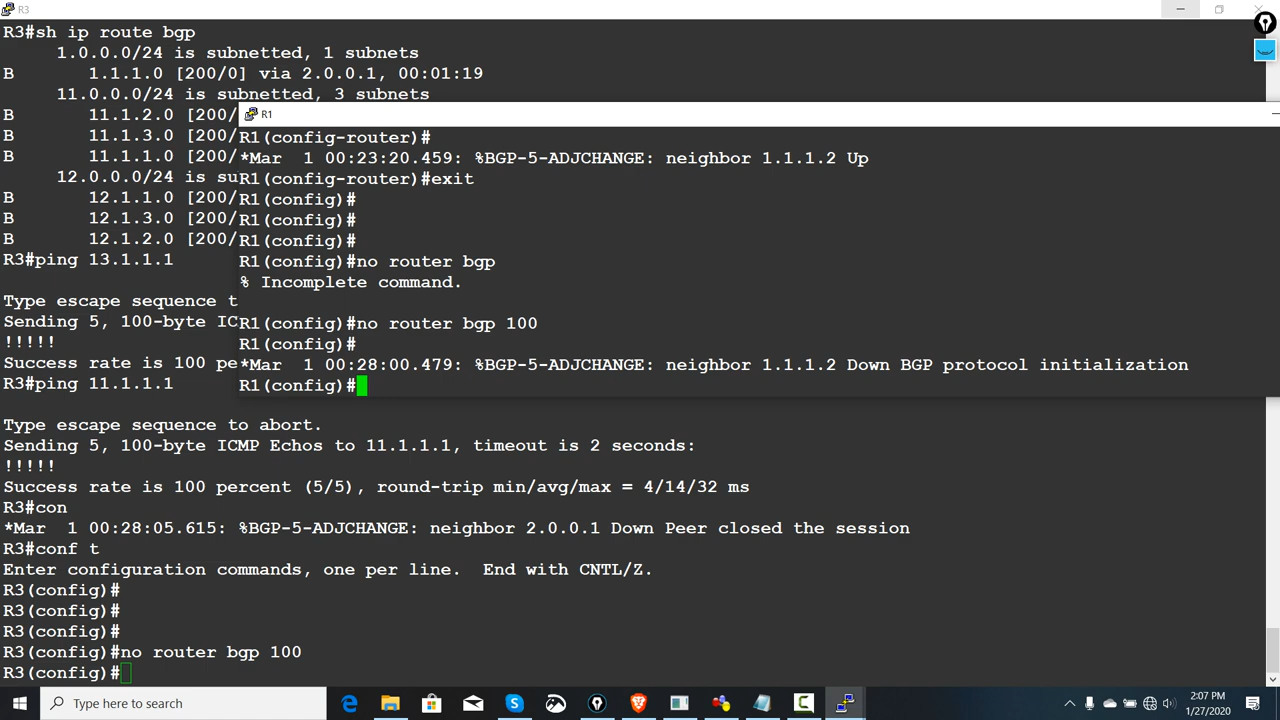 R3
R3#sh ip route bgp
1.0.0.0/24 is subnetted, 1 subnets
B 1.1.1.0 [200/0] via 2.0.0.1, 00:01:19
11.0.0.0/24 is subnetted, 3 subnets
B 11.1.2.0 [200/
B 11.1.3.0 [200/
B 11.1.1.0 [200/
12.0.0.0/24 is su
B 12.1.1.0 [200/
B 12.1.3.0 [200/
B 12.1.2.0 [200/
R3#ping 13.1.1.1
Type escape sequence t
Sending 5, 100-byte IC
!!!!!
Success rate is 100 pe
R3#ping 11.1.1.1
Type escape sequence to abort.
Sending 5, 100-byte ICMP Echos to 11.1.1.1, timeout is 2 seconds:
!!!!!
Success rate is 100 percent (5/5), round-trip min/avg/max = 4/14/32 ms
R3#con
*Mar 1 00:28:05.615: %BGP-5-ADJCHANGE: neighbor 2.0.0.1 Down Peer closed the session
R3#conf t
Enter configuration commands, one per line. End with CNTL/Z.
R3(config)#
R3(config)#
R3(config)#
R3(config)#no router bgp 100
R3(config)#
R1
R1(config-router)#
*Mar 1 00:23:20.459: %BGP-5-ADJCHANGE: neighbor 1.1.1.2 Up
R1(config-router)#exit
R1(config)#
R1(config)#
R1(config)#
R1(config)#no router bgp
% Incomplete command.
R1(config)#no router bgp 100
R1(config)#
*Mar 1 00:28:00.479: %BGP-5-ADJCHANGE: neighbor 1.1.1.2 Down BGP protocol initialization
R1(config)#
Type here to search
2:07 PM
1/27/2020